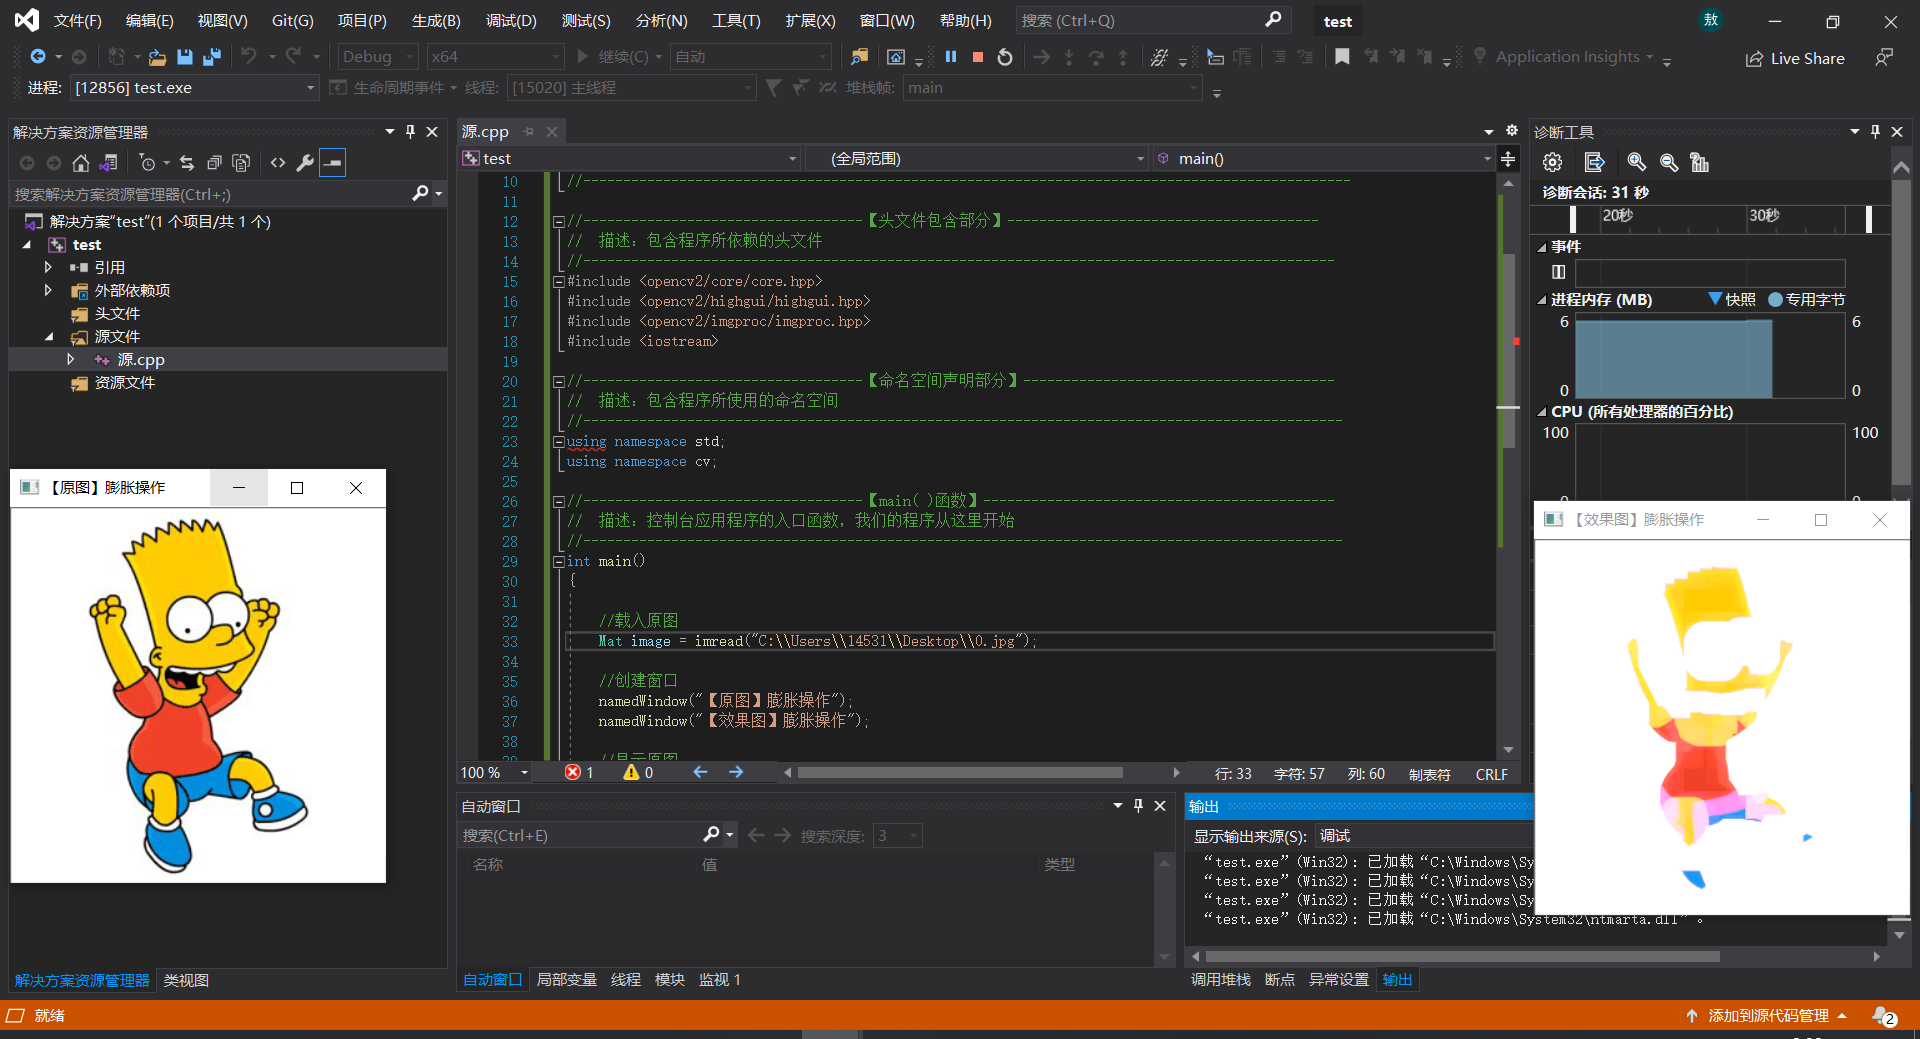 文件(F) 编辑(E) 视图(V) Git(G) 项目(P) 生成(B) 调试(D) 测试(S) 分析(N) 工具(T) 扩展(X) 窗口(W) 帮助(H) 搜索 (Ctrl+Q) test 敖
Debug x64 继续(C) 自动 Application Insights Live Share
进程: [12856] test.exe 生命周期事件 线程: [15020] 主线程 堆栈帧: main
解决方案资源管理器
搜索解决方案资源管理器(Ctrl+;)
解决方案"test"(1 个项目/共 1 个)
test
引用
外部依赖项
头文件
源文件
源.cpp
资源文件
【原图】膨胀操作
解决方案资源管理器 类视图
源.cpp
test (全局范围) main()
10 //------------------------------------------------------------------------------------------------
11
12 //-----------------------------------【头文件包含部分】---------------------------------------
13 // 描述：包含程序所依赖的头文件
14 //----------------------------------------------------------------------------------------------
15 #include <opencv2/core/core.hpp>
16 #include <opencv2/highgui/highgui.hpp>
17 #include <opencv2/imgproc/imgproc.hpp>
18 #include <iostream>
19
20 //-----------------------------------【命名空间声明部分】---------------------------------------
21 // 描述：包含程序所使用的命名空间
22 //-----------------------------------------------------------------------------------------------
23 using namespace std;
24 using namespace cv;
25
26 //-----------------------------------【main( )函数】--------------------------------------------
27 // 描述：控制台应用程序的入口函数，我们的程序从这里开始
28 //-----------------------------------------------------------------------------------------------
29 int main()
30 {
31
32 //载入原图
33 Mat image = imread("C:\\Users\\14531\\Desktop\\0.jpg");
34
35 //创建窗口
36 namedWindow("【原图】膨胀操作");
37 namedWindow("【效果图】膨胀操作");
38
//显示原图
100 % 1 0 行: 33 字符: 57 列: 60 制表符 CRLF
自动窗口
搜索(Ctrl+E) 搜索深度: 3
名称 值 类型
自动窗口 局部变量 线程 模块 监视 1
输出
显示输出来源(S): 调试
“test.exe” (Win32): 已加载 “C:\Windows\Sy
“test.exe” (Win32): 已加载 “C:\Windows\Sy
“test.exe” (Win32): 已加载 “C:\Windows\Sy
“test.exe” (Win32): 已加载 “C:\Windows\System32\ntmarta.dll”。
调用堆栈 断点 异常设置 输出
诊断工具
诊断会话: 31 秒
20秒 30秒
事件
进程内存 (MB) 快照 专用字节
6 6
0 0
CPU (所有处理器的百分比)
100 100
【效果图】膨胀操作
就绪 添加到源代码管理 2